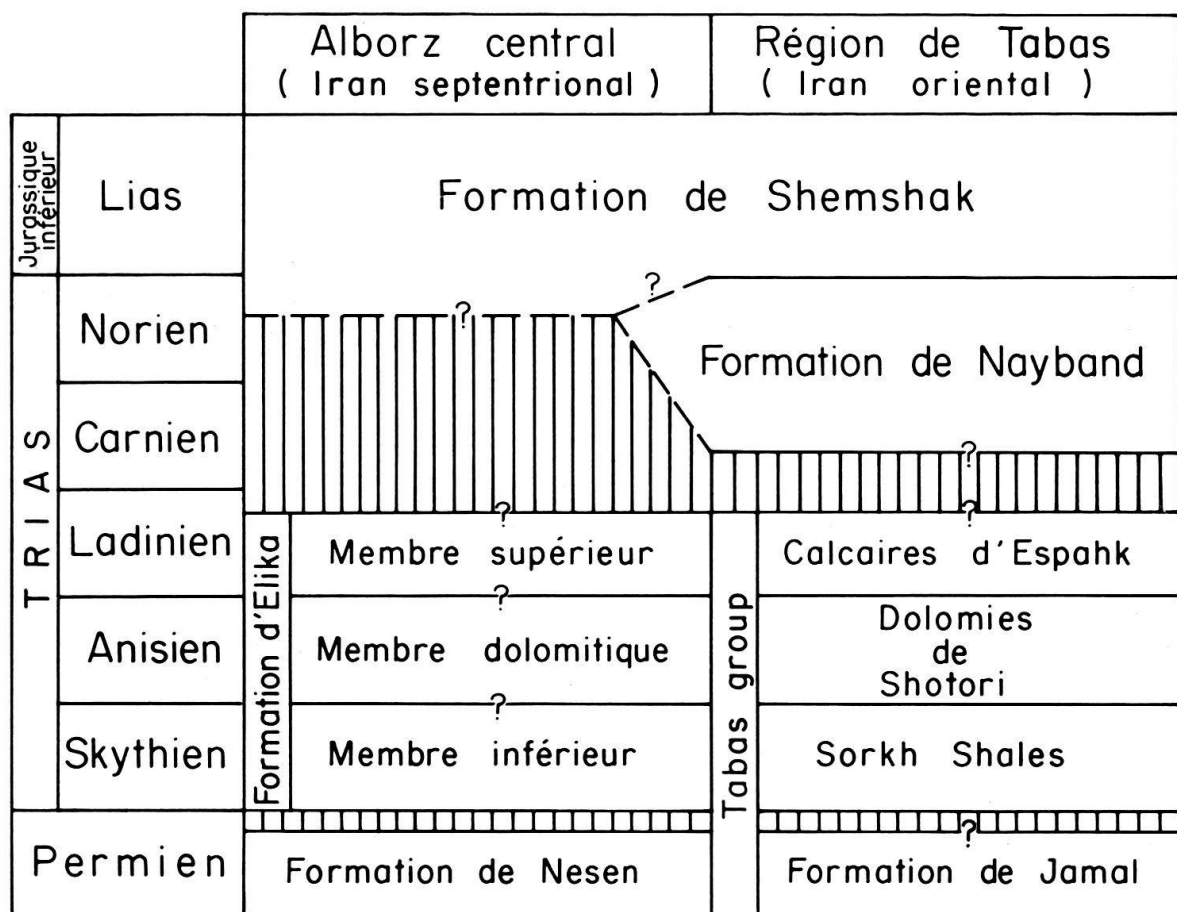 Alborz central
( Iran septentrional )
Région de Tabas
( Iran oriental )
Jurassique
inférieur
Lias
Formation de Shemshak
?
TRIAS
Norien
?
Formation de Nayband
Carnien
?
?
?
Ladinien
Formation d'Elika
Membre supérieur
Tabas group
Calcaires d'Espahk
?
Anisien
Membre dolomitique
Dolomies
de
Shotori
?
Skythien
Membre inférieur
Sorkh Shales
?
Permien
Formation de Nesen
Formation de Jamal